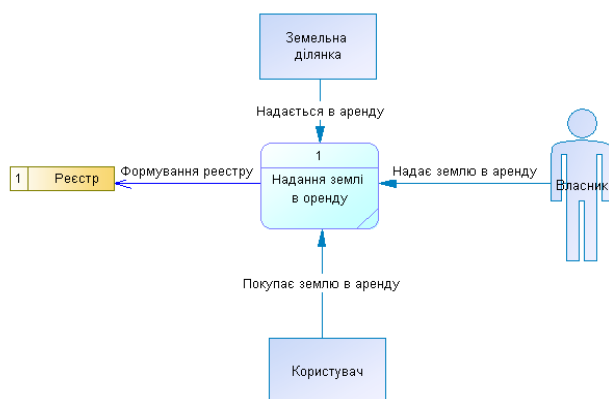 Земельна
ділянка
Надається в аренду
1
Надання землі
в оренду
Формування реестру
1
Реєстр
Надає землю в аренду
Власник
Покупає землю в аренду
Користувач